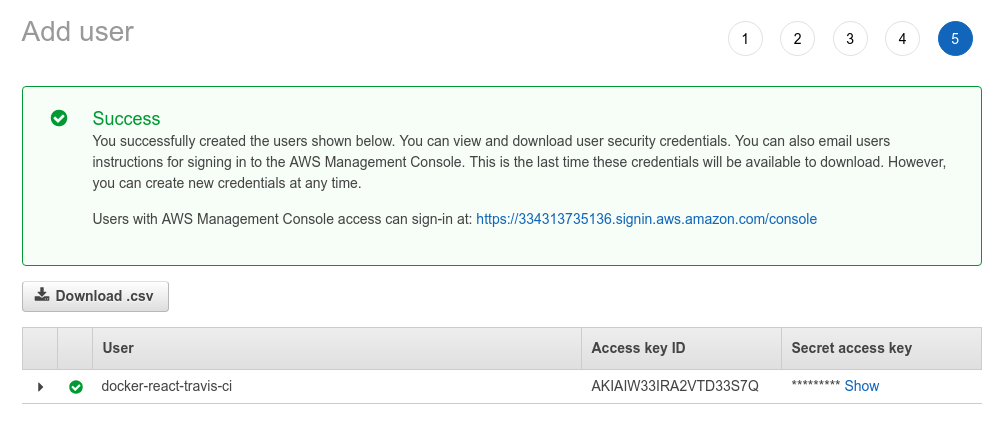 Add user
1 2 3 4 5
Success
You successfully created the users shown below. You can view and download user security credentials. You can also email users
instructions for signing in to the AWS Management Console. This is the last time these credentials will be available to download. However,
you can create new credentials at any time.
Users with AWS Management Console access can sign-in at: https://334313735136.signin.aws.amazon.com/console
Download .csv
User Access key ID Secret access key
docker-react-travis-ci AKIAIW33IRA2VTD33S7Q ********* Show